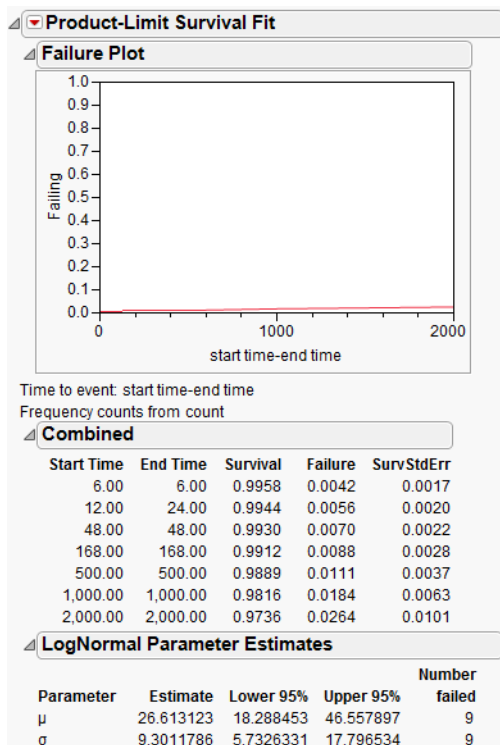 Product-Limit Survival Fit
Failure Plot
1.0
0.9
0.8
0.7
0.6
0.5
0.4
0.3
0.2
0.1
0.0
Failing
0 1000 2000
start time-end time
Time to event: start time-end time
Frequency counts from count
Combined
Start Time End Time Survival Failure SurvStdErr
6.00 6.00 0.9958 0.0042 0.0017
12.00 24.00 0.9944 0.0056 0.0020
48.00 48.00 0.9930 0.0070 0.0022
168.00 168.00 0.9912 0.0088 0.0028
500.00 500.00 0.9889 0.0111 0.0037
1,000.00 1,000.00 0.9816 0.0184 0.0063
2,000.00 2,000.00 0.9736 0.0264 0.0101
LogNormal Parameter Estimates
Number
Parameter Estimate Lower 95% Upper 95% failed
μ 26.613123 18.288453 46.557897 9
σ 9.3011786 5.7326331 17.796534 9